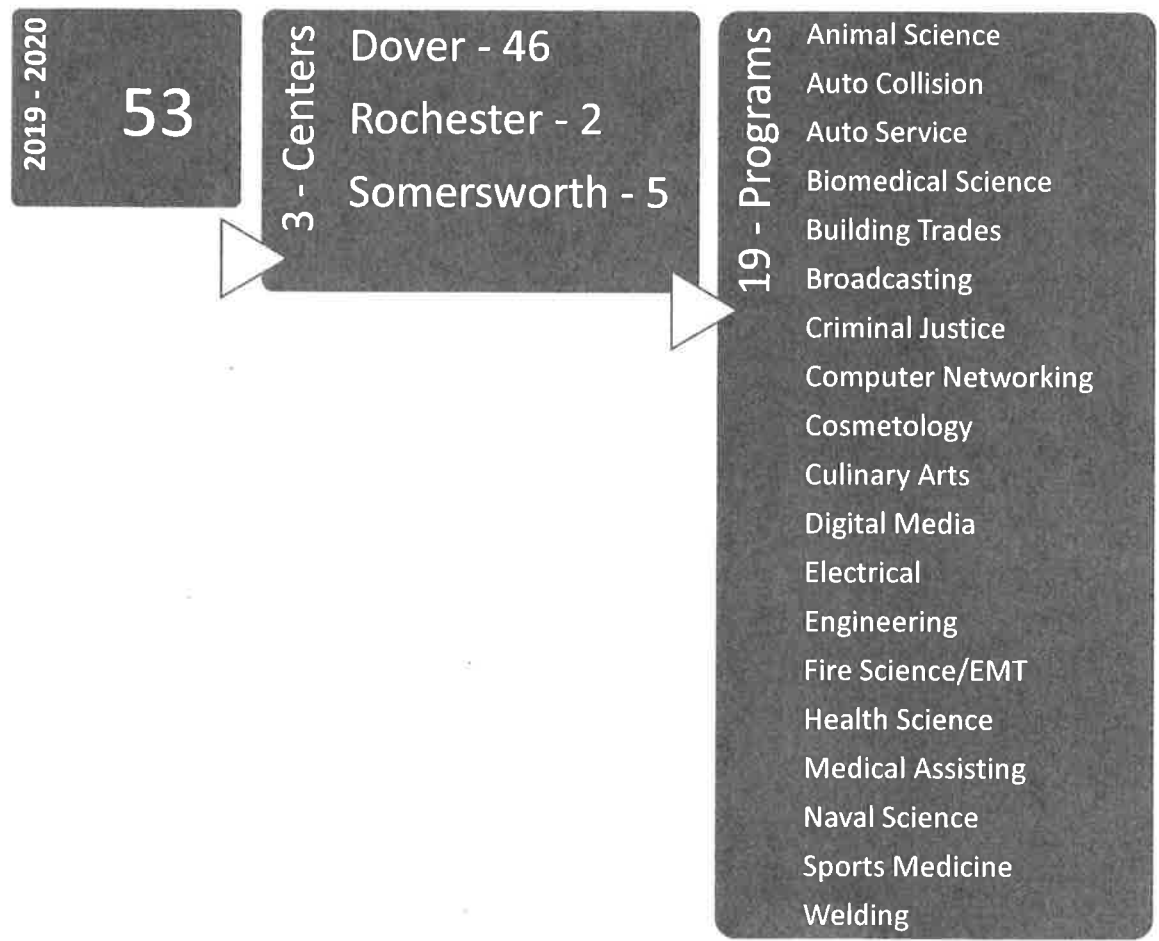 2019 - 2020
53
3 - Centers
Dover - 46
Rochester - 2
Somersworth - 5
19 - Programs
Animal Science
Auto Collision
Auto Service
Biomedical Science
Building Trades
Broadcasting
Criminal Justice
Computer Networking
Cosmetology
Culinary Arts
Digital Media
Electrical
Engineering
Fire Science/EMT
Health Science
Medical Assisting
Naval Science
Sports Medicine
Welding